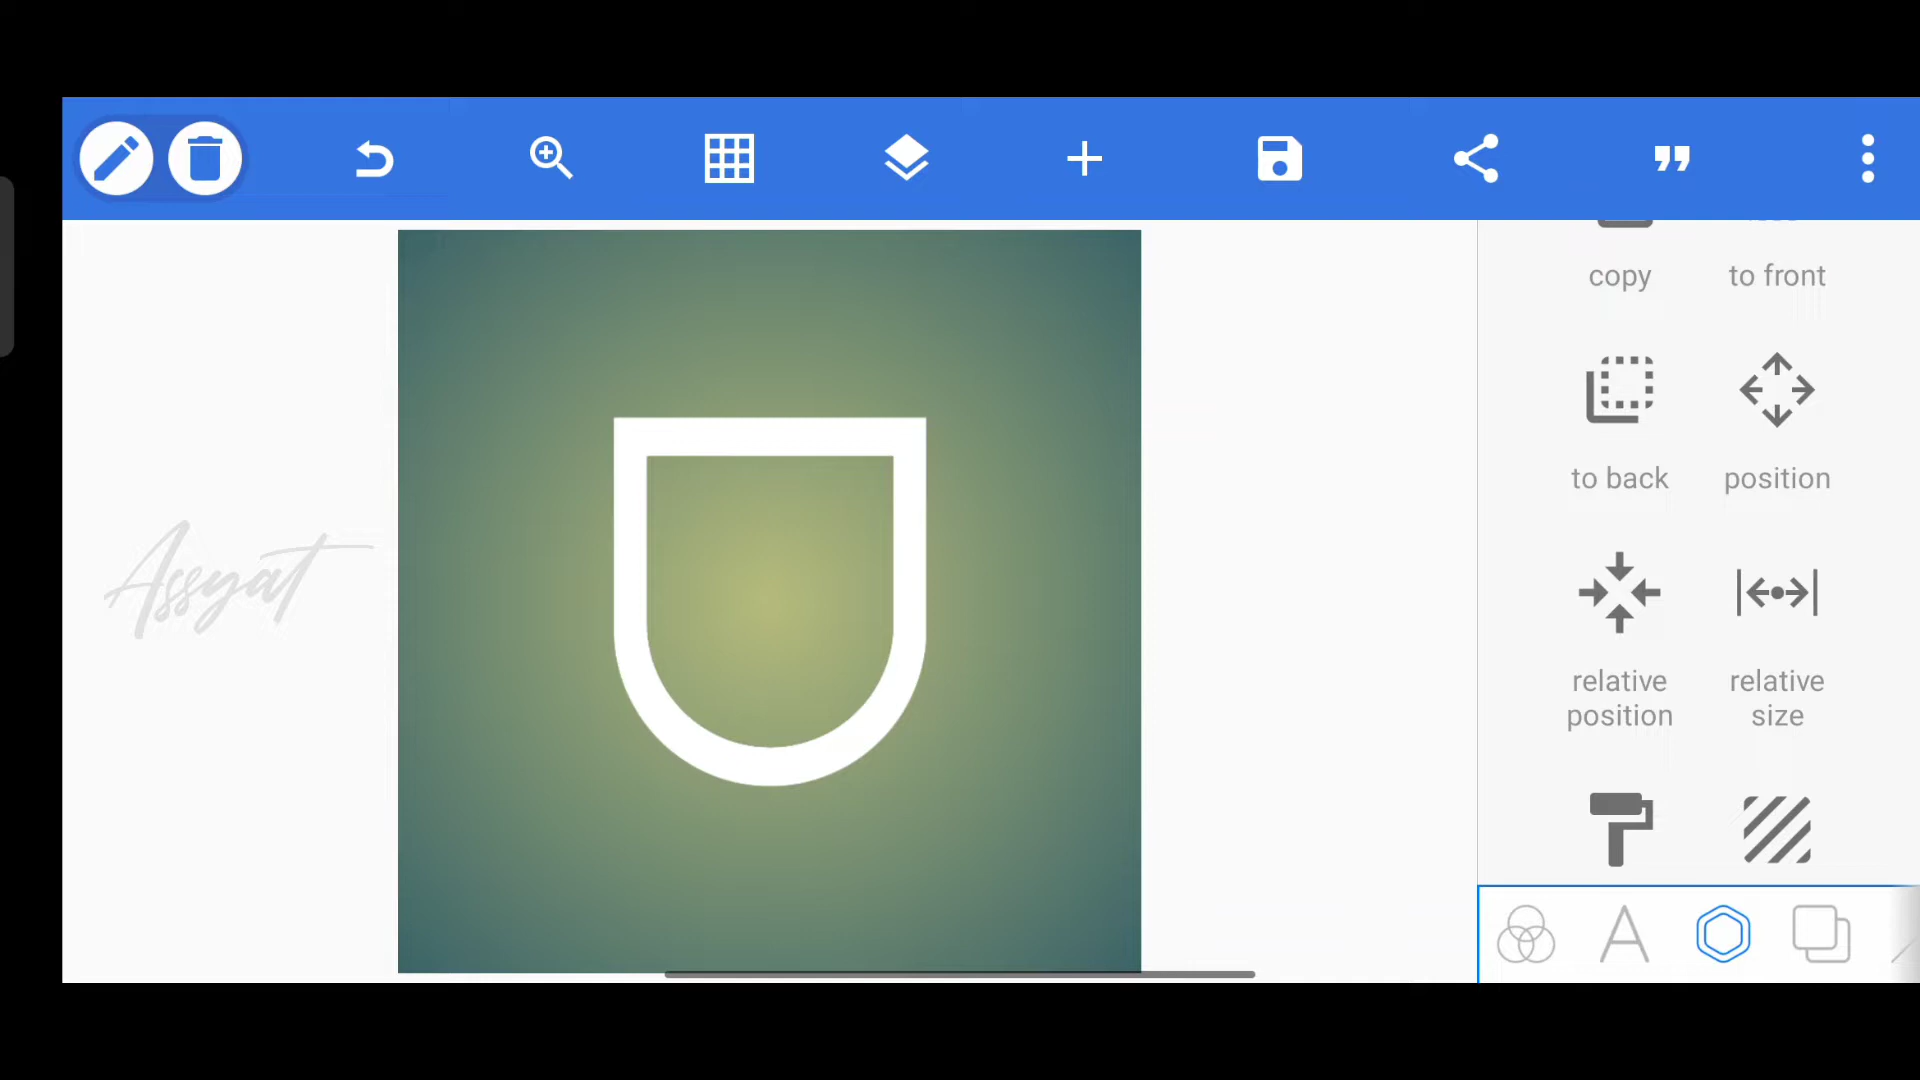 copy
to front
to back
position
relative
position
relative
size
Assyat